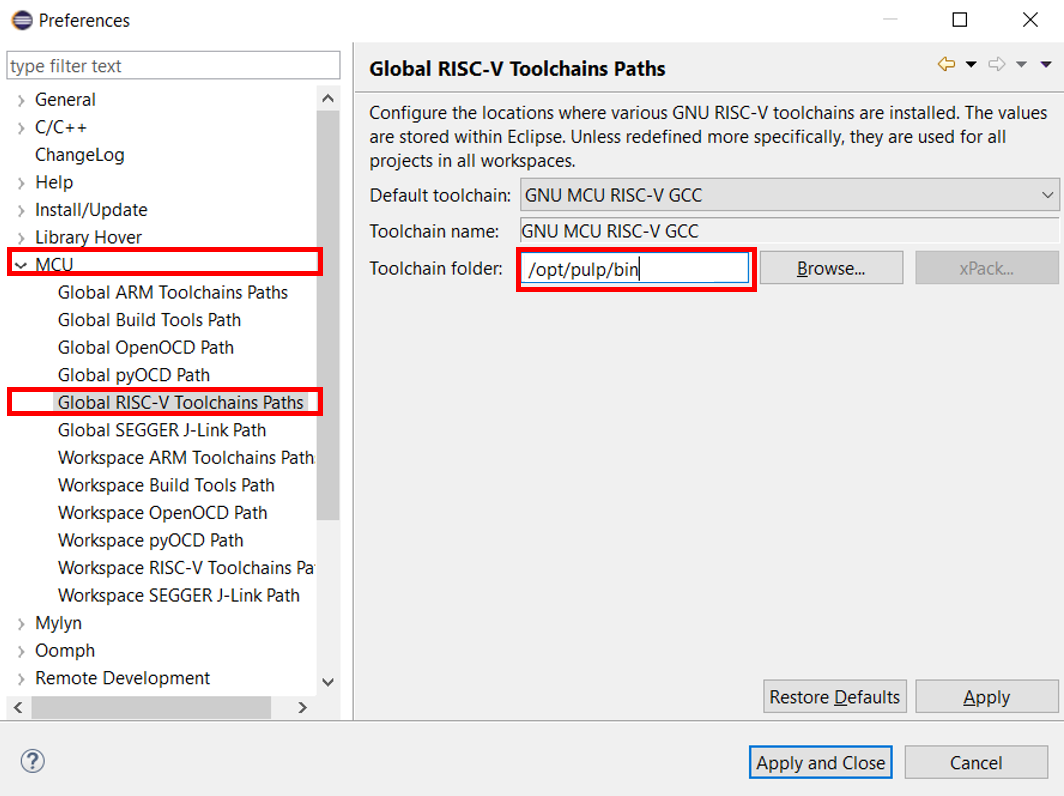 Preferences
type filter text
General
C/C++
ChangeLog
Help
Install/Update
Library Hover
MCU
Global ARM Toolchains Paths
Global Build Tools Path
Global OpenOCD Path
Global pyOCD Path
Global RISC-V Toolchains Paths
Global SEGGER J-Link Path
Workspace ARM Toolchains Path
Workspace Build Tools Path
Workspace OpenOCD Path
Workspace pyOCD Path
Workspace RISC-V Toolchains Pa
Workspace SEGGER J-Link Path
Mylyn
Oomph
Remote Development
Global RISC-V Toolchains Paths
Configure the locations where various GNU RISC-V toolchains are installed. The values
are stored within Eclipse. Unless redefined more specifically, they are used for all
projects in all workspaces.
Default toolchain: GNU MCU RISC-V GCC
Toolchain name: GNU MCU RISC-V GCC
Toolchain folder: /opt/pulp/bin Browse... xPack...
Restore Defaults Apply
? Apply and Close Cancel